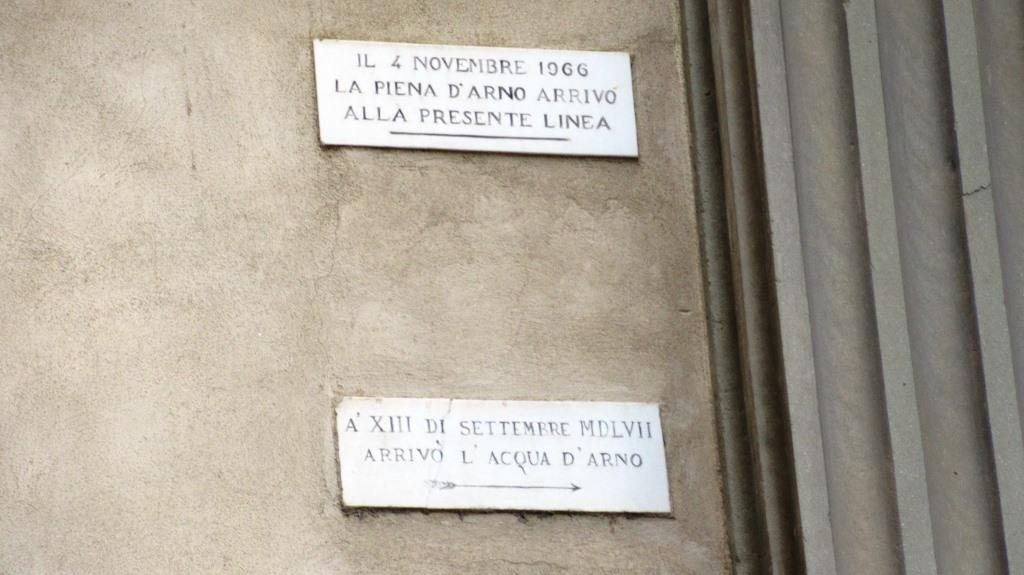 IL 4 NOVEMBRE 1966
LA PIENA D'ARNO ARRIVÒ
ALLA PRESENTE LINEA
A' XIII DI SETTEMBRE MDLVII
ARRIVÒ L'ACQUA D'ARNO